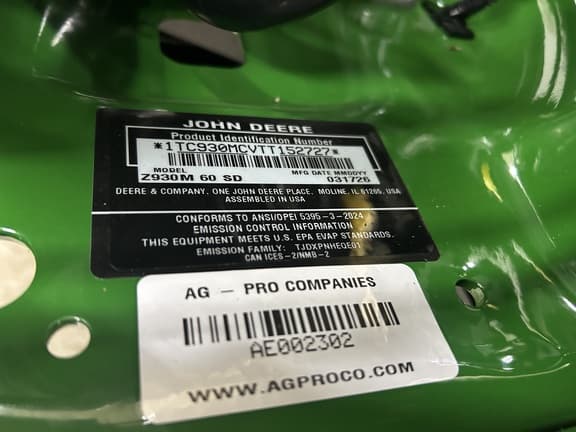 JOHN DEERE
Product Identification Number
*1TC930MCVTT152727*
MODEL MFG DATE MMDDYY
Z930M 60 SD 031726
DEERE & COMPANY, ONE JOHN DEERE PLACE, MOLINE, IL 61265, USA
ASSEMBLED IN USA
CONFORMS TO ANSI/OPEI 5395-3-2024
EMISSION CONTROL INFORMATION
THIS EQUIPMENT MEETS U.S. EPA EVAP STANDARDS.
EMISSION FAMILY: TJDXPNHEQE01
CAN ICES-2/NMB-2
AG - PRO COMPANIES
AE002302
WWW.AGPROCO.COM